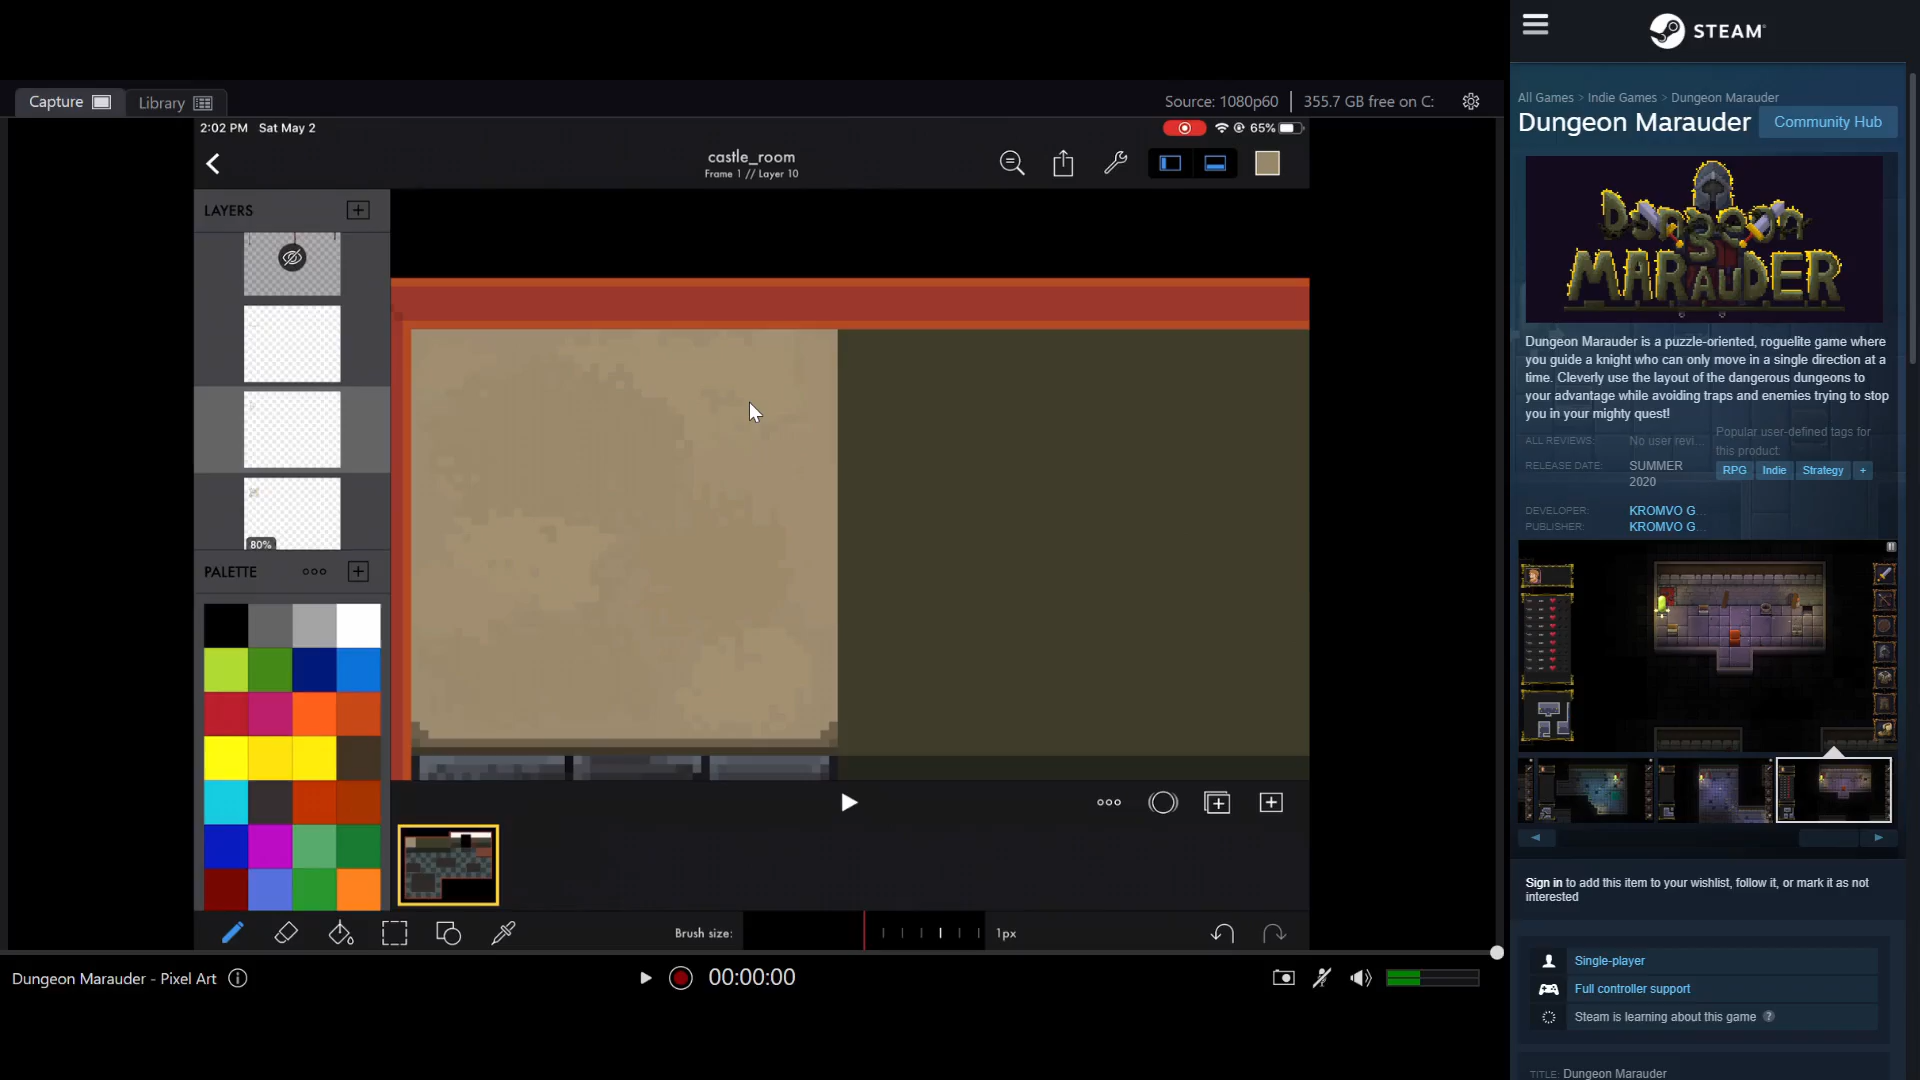 Capture
Library
Source: 1080p60
355.7 GB free on C:
2:02 PM Sat May 2
65%
castle_room
Frame 1 // Layer 10
LAYERS
80%
PALETTE
Brush size:
1px
Dungeon Marauder - Pixel Art
00:00:00
STEAM
All Games > Indie Games > Dungeon Marauder
Dungeon Marauder
Community Hub
Dungeon
MARAUDER
Dungeon Marauder is a puzzle-oriented, roguelite game where
you guide a knight who can only move in a single direction at a
time. Cleverly use the layout of the dangerous dungeons to
your advantage while avoiding traps and enemies trying to stop
you in your mighty quest!
ALL REVIEWS: No user revi...
RELEASE DATE: SUMMER
2020
DEVELOPER: KROMVO G...
PUBLISHER: KROMVO G...
Popular user-defined tags for
this product:
RPG Indie Strategy +
Sign in to add this item to your wishlist, follow it, or mark it as not
interested
Single-player
Full controller support
Steam is learning about this game ?
TITLE: Dungeon Marauder